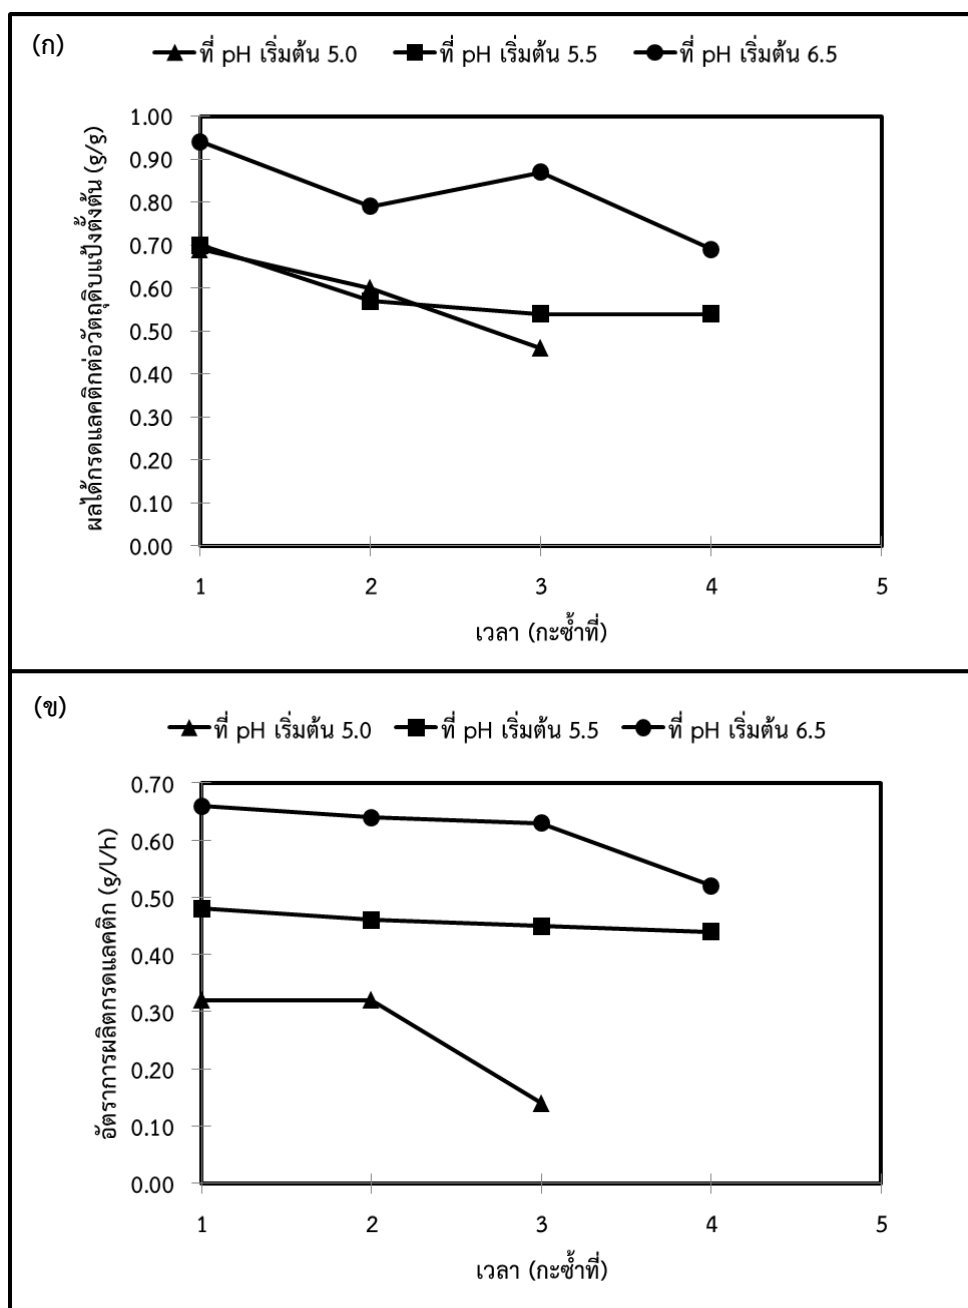 (ก)
ที่ pH เริ่มต้น 5.0 ที่ pH เริ่มต้น 5.5 ที่ pH เริ่มต้น 6.5
ผลได้กรดแลคติกต่อวัตถุดิบแป้งตั้งต้น (g/g)
1.00
0.90
0.80
0.70
0.60
0.50
0.40
0.30
0.20
0.10
0.00
1 2 3 4 5
เวลา (กะซ้ำที่)
(ข)
ที่ pH เริ่มต้น 5.0 ที่ pH เริ่มต้น 5.5 ที่ pH เริ่มต้น 6.5
อัตราการผลิตกรดแลคติก (g/l/h)
0.70
0.60
0.50
0.40
0.30
0.20
0.10
0.00
1 2 3 4 5
เวลา (กะซ้ำที่)